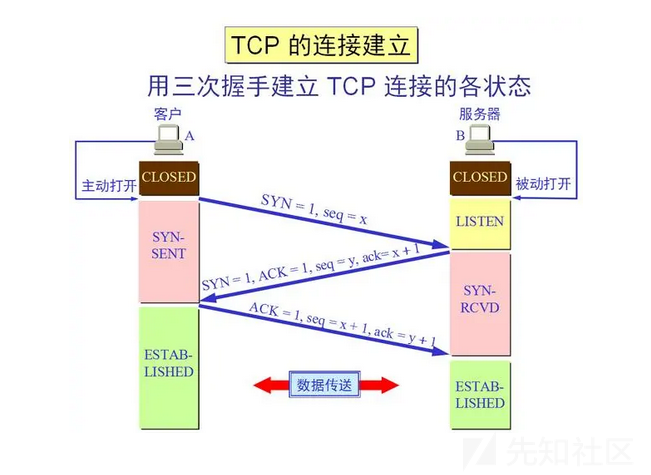 TCP 的连接建立
用三次握手建立 TCP 连接的各状态
客户
服务器
A
B
主动打开
CLOSED
CLOSED
被动打开
SYN = 1, seq = x
SYN-
SENT
LISTEN
SYN = 1, ACK = 1, seq = y, ack= x + 1
SYN-
RCVD
ACK = 1, seq = x + 1, ack = y + 1
ESTAB-
LISHED
数据传送
ESTAB-
LISHED
先知社区